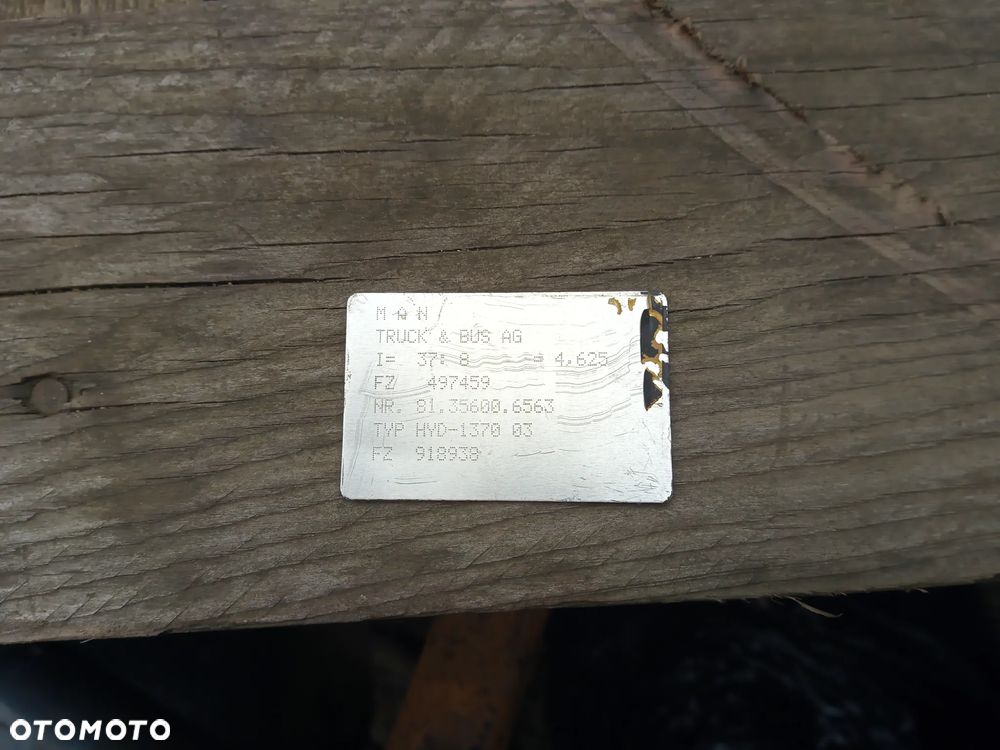 M A N
TRUCK & BUS AG
I= 37: 8 = 4,625
FZ 497459
NR. 81.35600.6563
TYP HYD-1370 03
FZ 918938
OTOMOTO